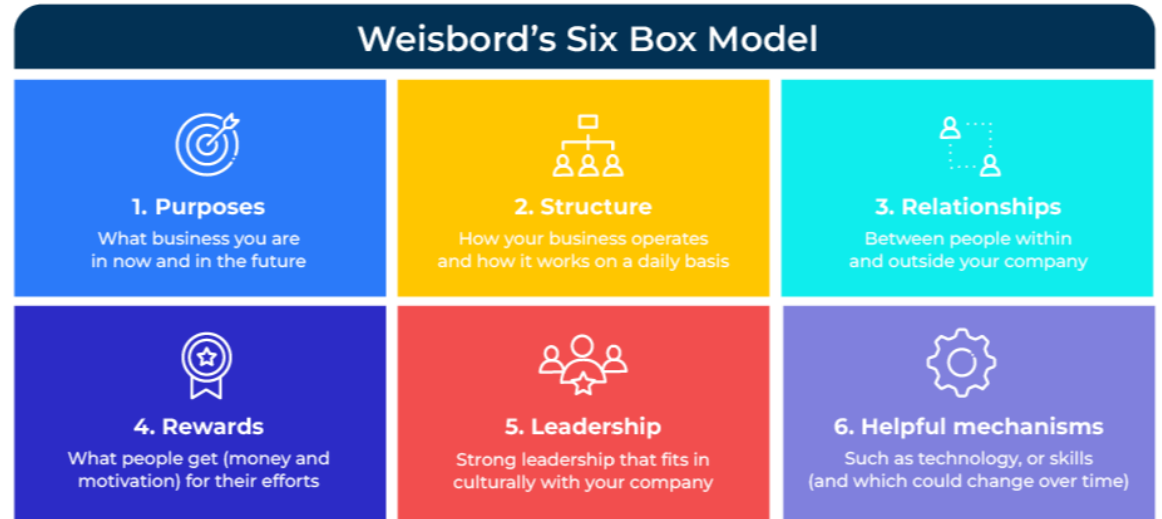 Weisbord's Six Box Model
1. Purposes
What business you are
in now and in the future
2. Structure
How your business operates
and how it works on a daily basis
3. Relationships
Between people within
and outside your company
4. Rewards
What people get (money and
motivation) for their efforts
5. Leadership
Strong leadership that fits in
culturally with your company
6. Helpful mechanisms
Such as technology, or skills
(and which could change over time)